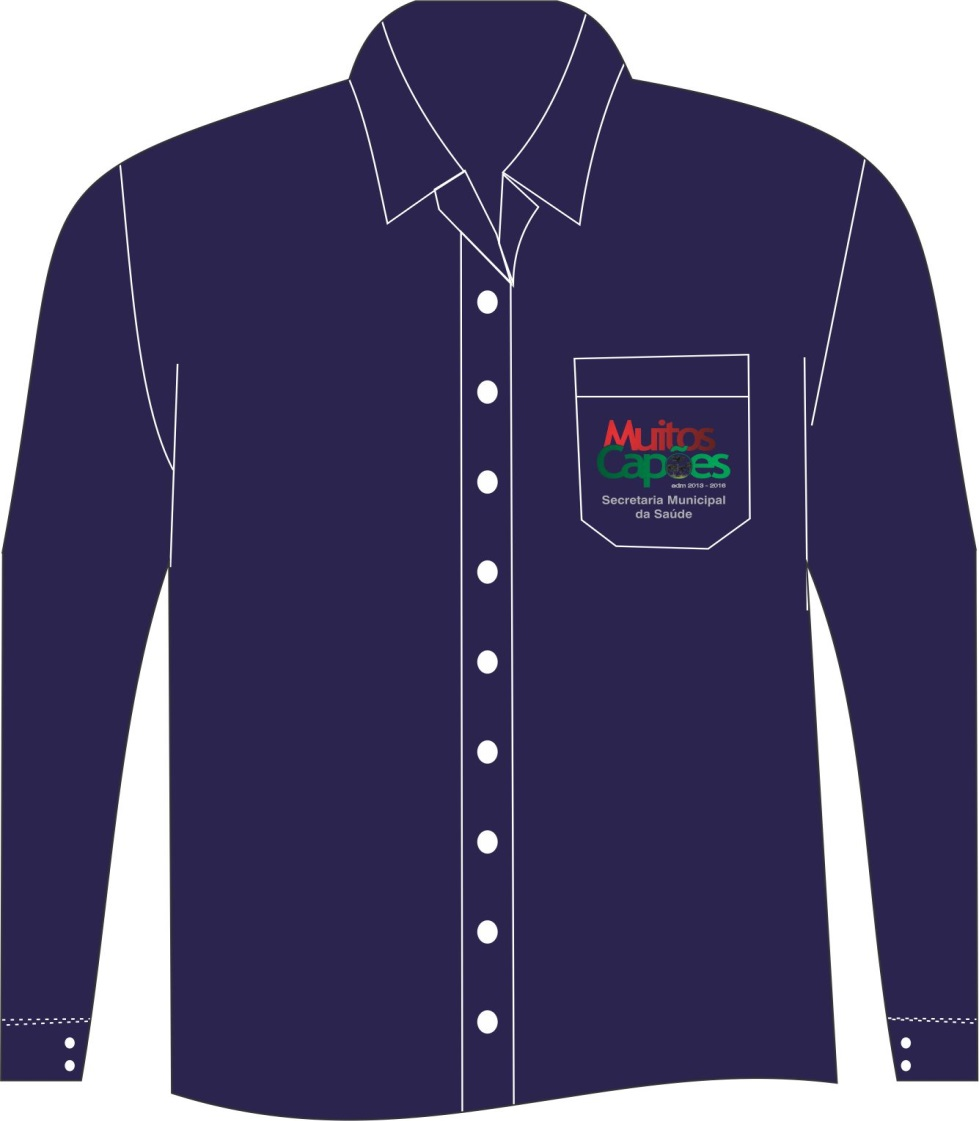 Muitos
Capões
adm 2013 - 2016
Secretaria Municipal
da Saúde